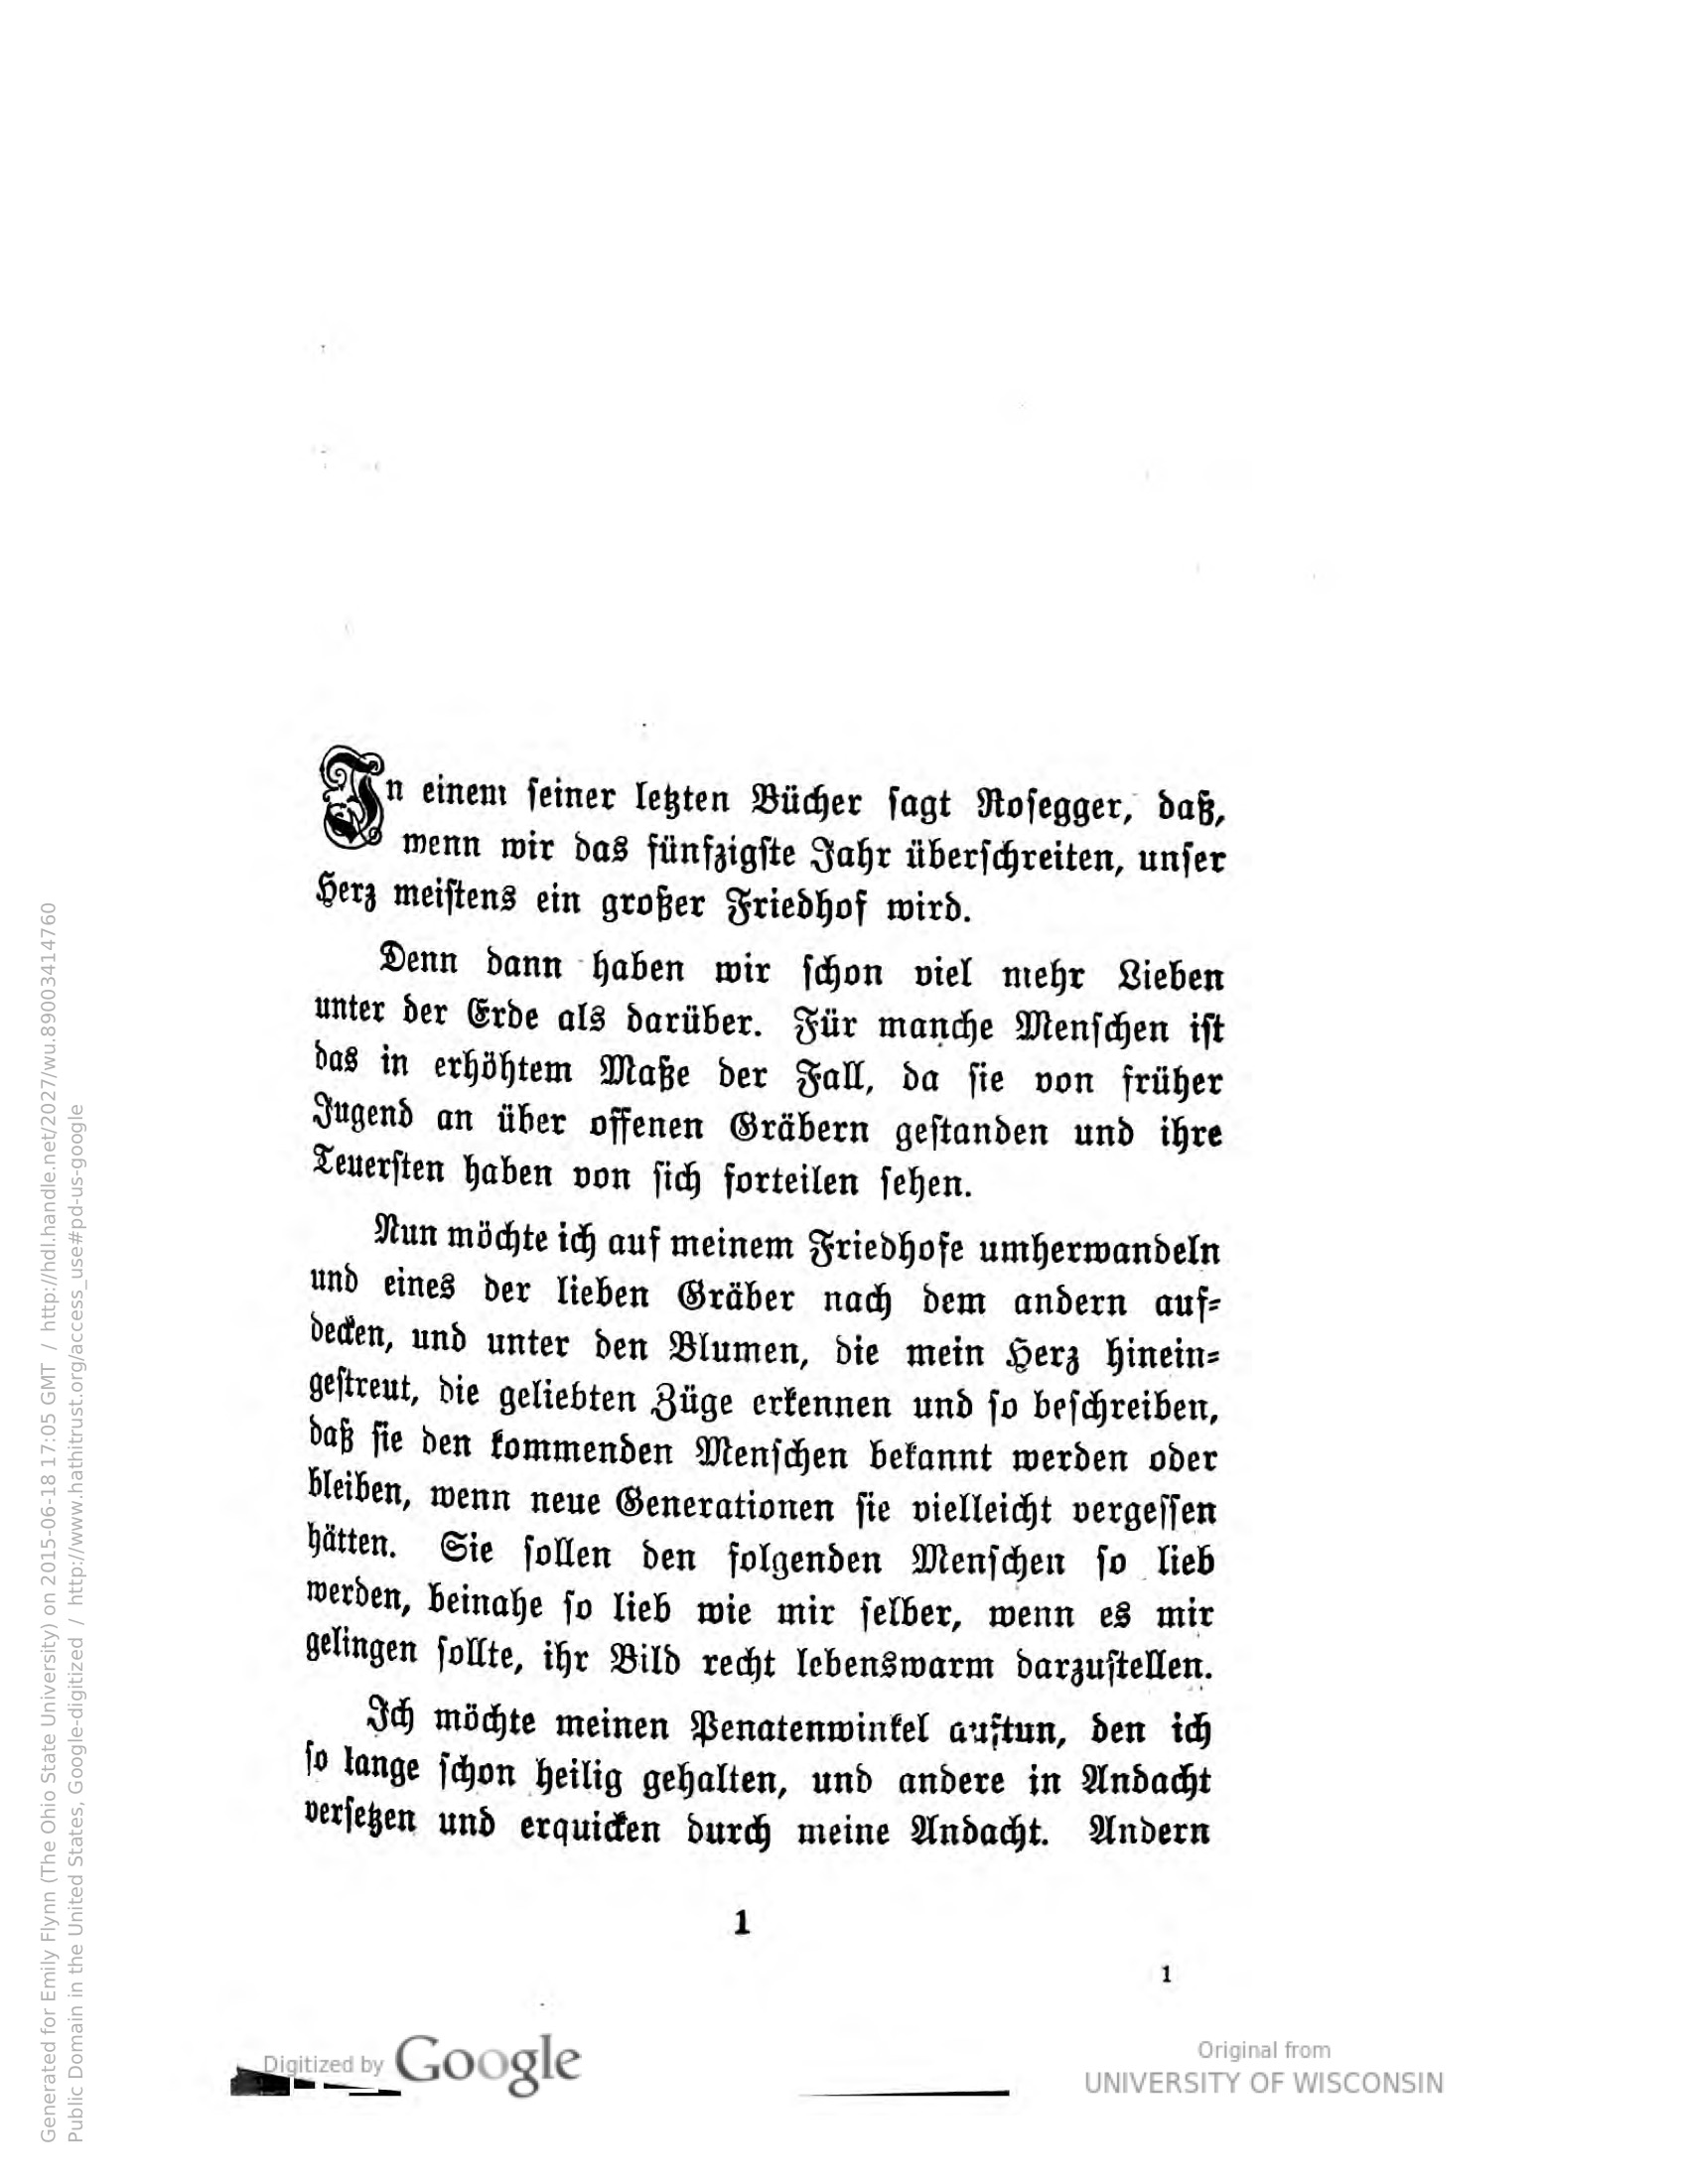 In einem seiner letzten Bücher sagt Rosegger, daß,
wenn wir das fünfzigste Jahr überschreiten, unser
Herz meistens ein großer Friedhof wird.
Denn dann haben wir schon viel mehr Lieben
unter der Erde als darüber. Für manche Menschen ist
das in erhöhtem Maße der Fall, da sie von früher
Jugend an über offenen Gräbern gestanden und ihre
Teuersten haben von sich forteilen sehen.
Nun möchte ich auf meinem Friedhofe umherwandeln
und eines der lieben Gräber nach dem andern auf-
decken, und unter den Blumen, die mein Herz hinein-
gestreut, die geliebten Züge erkennen und so beschreiben,
daß sie den kommenden Menschen bekannt werden oder
bleiben, wenn neue Generationen sie vielleicht vergessen
hätten. Sie sollen den folgenden Menschen so lieb
werden, beinahe so lieb wie mir selber, wenn es mir
gelingen sollte, ihr Bild recht lebenswarm darzustellen.
Ich möchte meinen Penatenwinkel auftun, den ich
so lange schon heilig gehalten, und andere in Andacht
versetzen und erquicken durch meine Andacht. Andern
1
1
Digitized by Google
Original from
UNIVERSITY OF WISCONSIN
Generated for Emily Flynn (The Ohio State University) on 2015-06-18 17:05 GMT / http://hdl.handle.net/2027/wu.89003414760
Public Domain in the United States, Google-digitized / http://www.hathitrust.org/access_use#pd-us-google